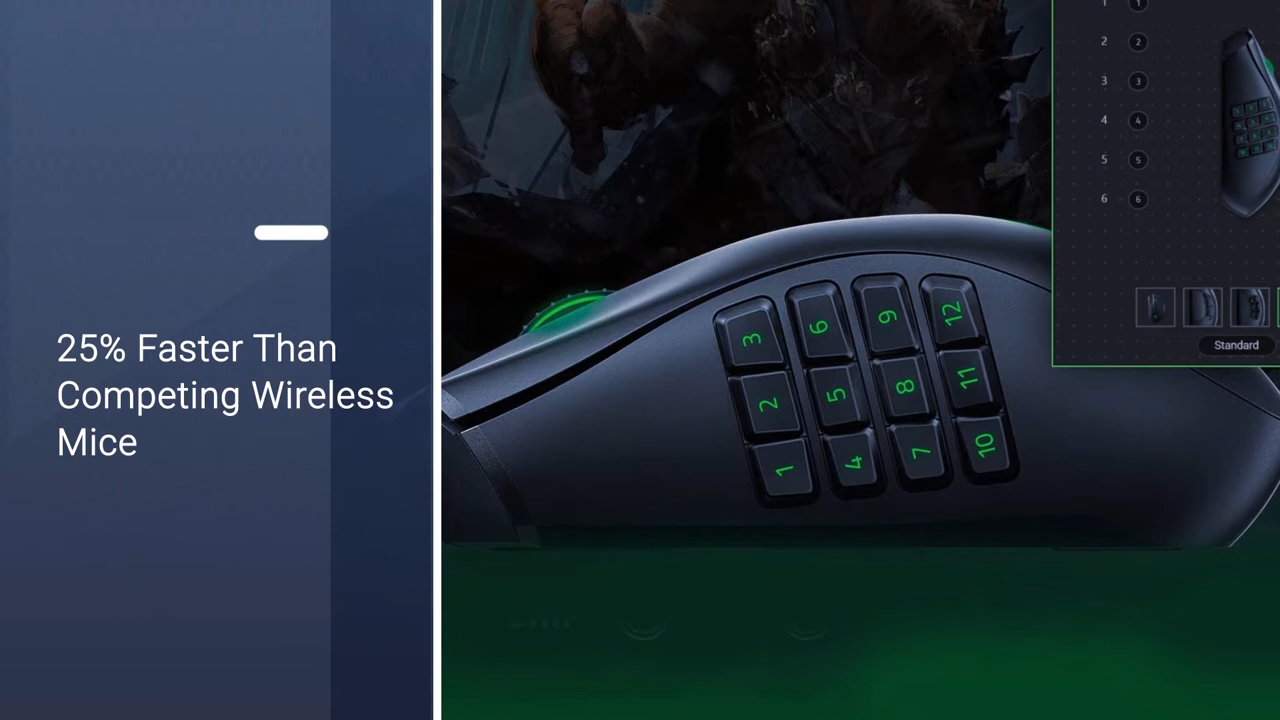 25% Faster Than
Competing Wireless
Mice
1 1
2 2
3 3
4 4
5 5
6 6
Standard
3 6 9 12
2 5 8 11
1 4 7 10